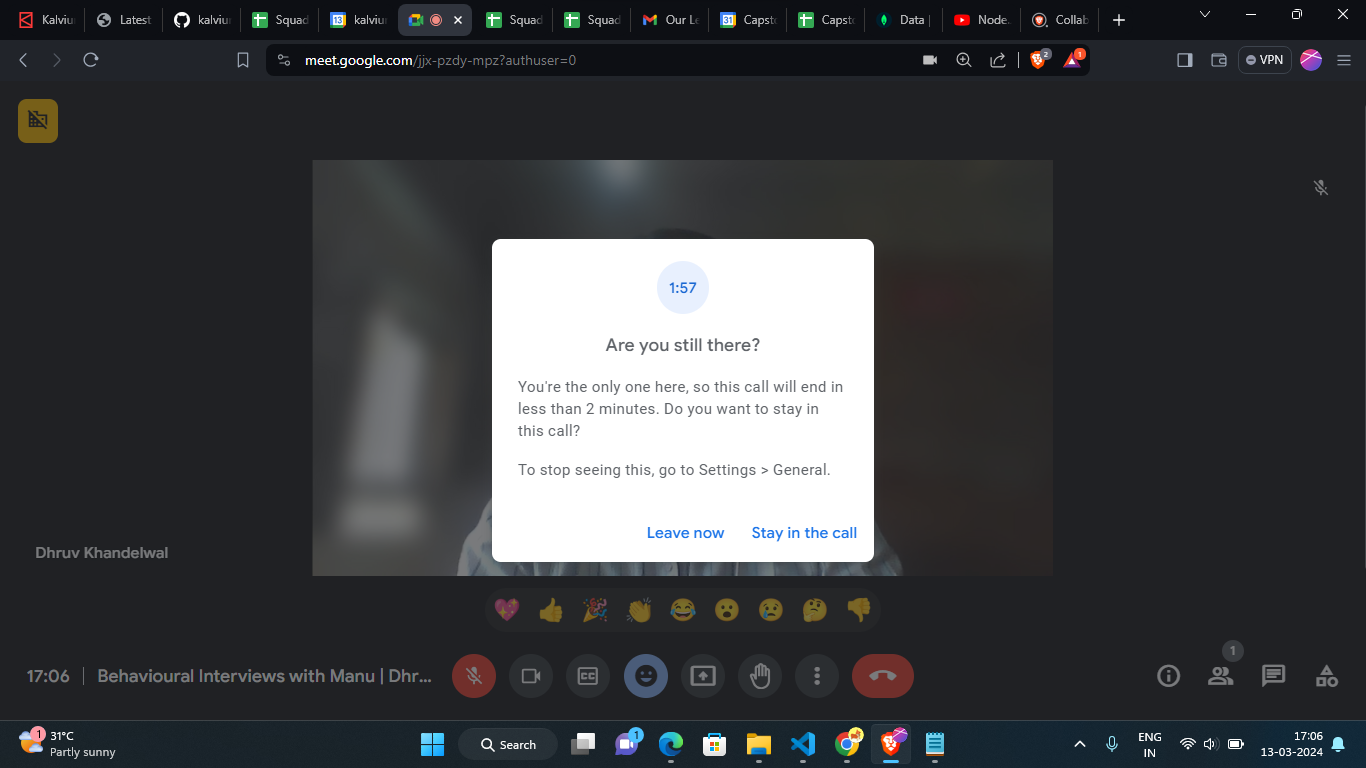 Kalviu
Latest
kalviu
Squad
13
kalviu
Squad
Squad
Our Le
31
Capsto
Capsto
Data |
Node.
Collab
meet.google.com/jjx-pzdy-mpz?authuser=0
2
1
VPN
1:57
Are you still there?
You're the only one here, so this call will end in
less than 2 minutes. Do you want to stay in
this call?
To stop seeing this, go to Settings > General.
Leave now
Stay in the call
Dhruv Khandelwal
17:06
Behavioural Interviews with Manu | Dhr...
CC
1
1
31°C
Partly sunny
Search
1
ENG
IN
17:06
13-03-2024